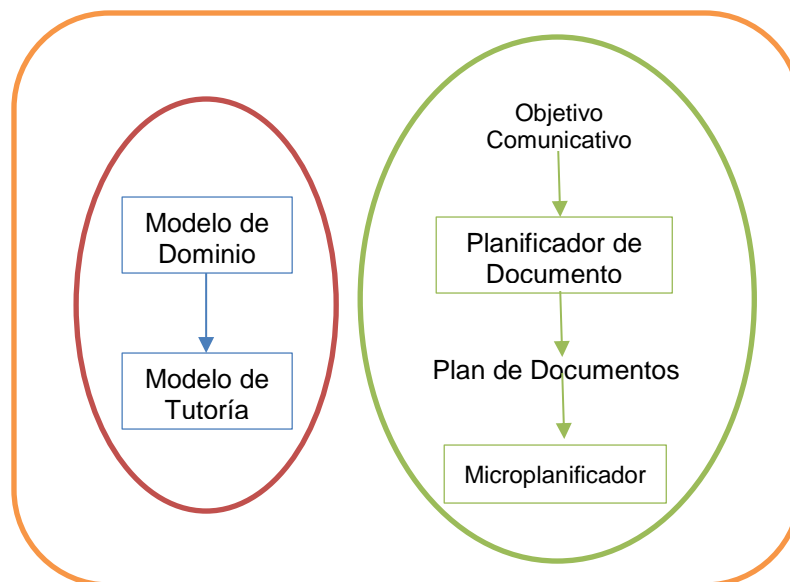 Modelo de
Dominio
Modelo de
Tutoría
Objetivo
Comunicativo
Planificador de
Documento
Plan de Documentos
Microplanificador